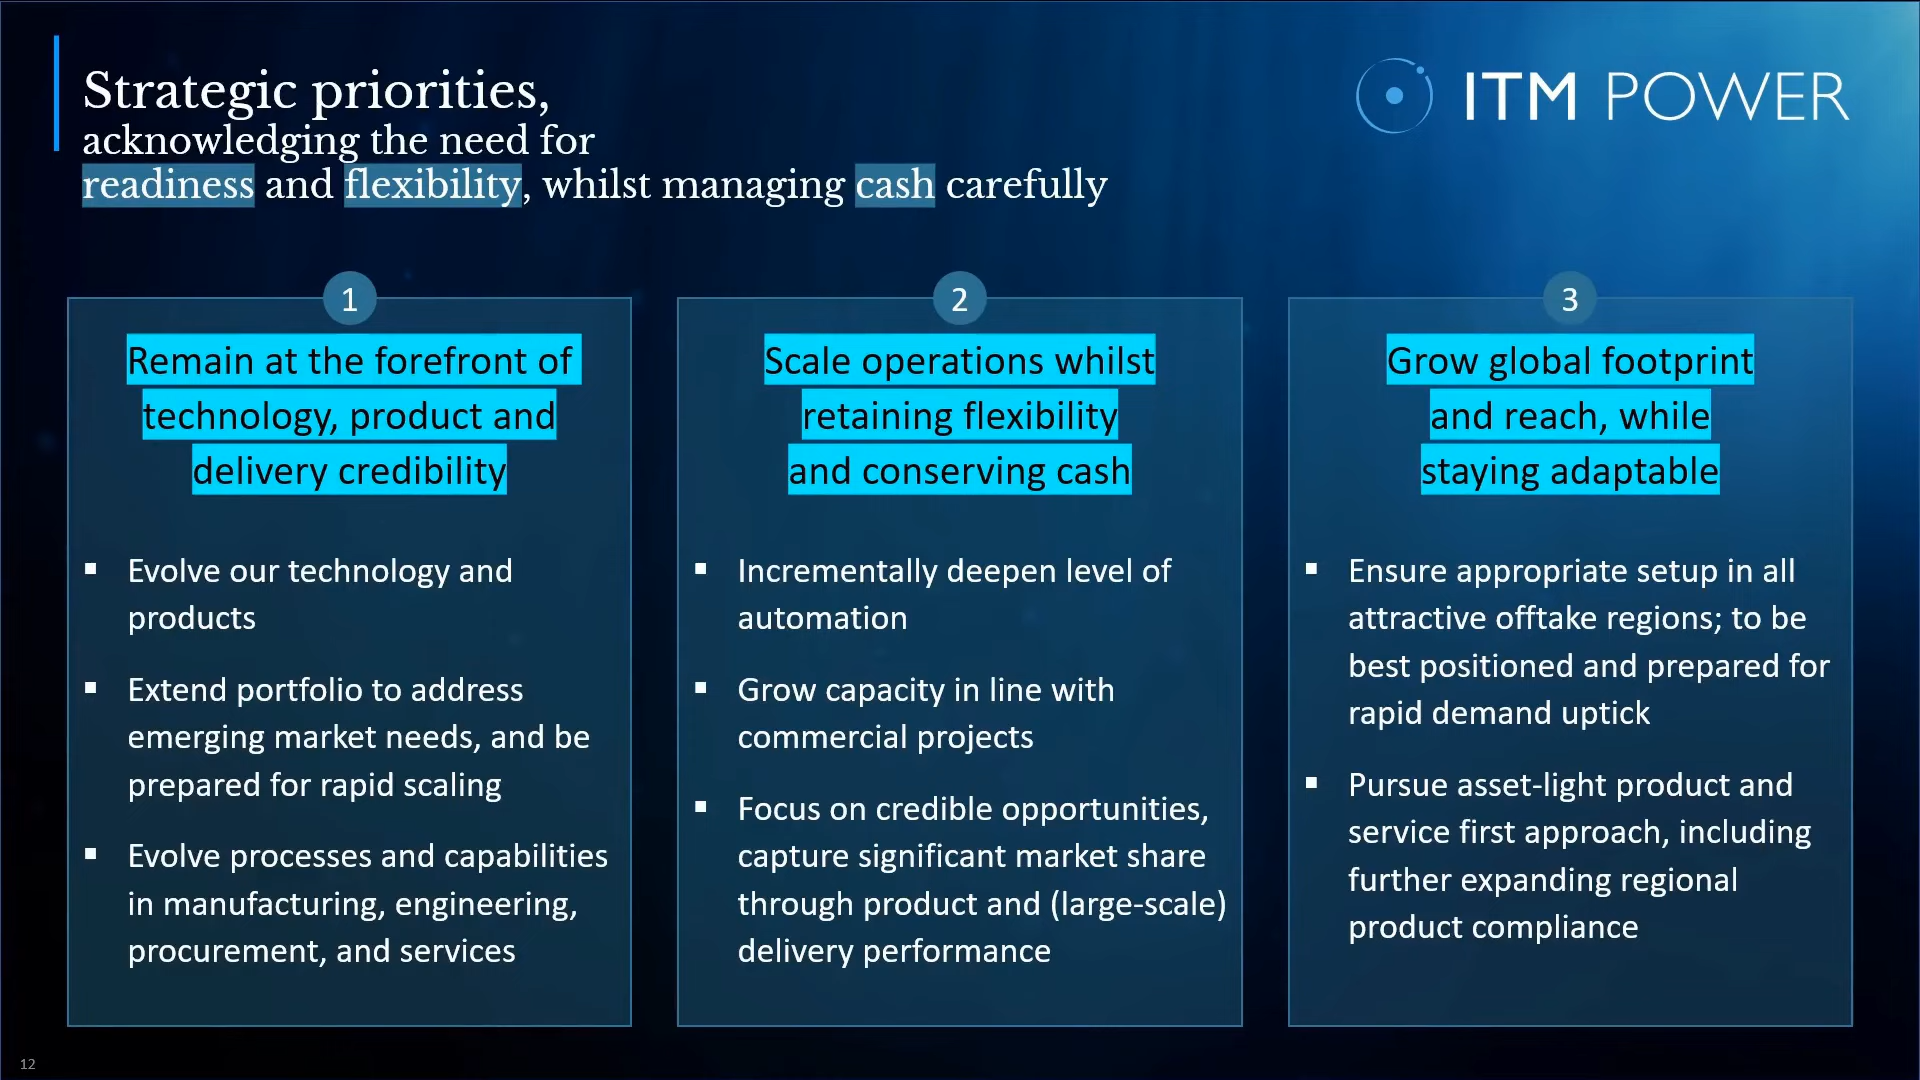 Strategic priorities,
acknowledging the need for
readiness and flexibility, whilst managing cash carefully
ITM POWER
1
Remain at the forefront of
technology, product and
delivery credibility
▪ Evolve our technology and
products
▪ Extend portfolio to address
emerging market needs, and be
prepared for rapid scaling
▪ Evolve processes and capabilities
in manufacturing, engineering,
procurement, and services
2
Scale operations whilst
retaining flexibility
and conserving cash
▪ Incrementally deepen level of
automation
▪ Grow capacity in line with
commercial projects
▪ Focus on credible opportunities,
capture significant market share
through product and (large-scale)
delivery performance
3
Grow global footprint
and reach, while
staying adaptable
▪ Ensure appropriate setup in all
attractive offtake regions; to be
best positioned and prepared for
rapid demand uptick
▪ Pursue asset-light product and
service first approach, including
further expanding regional
product compliance
12